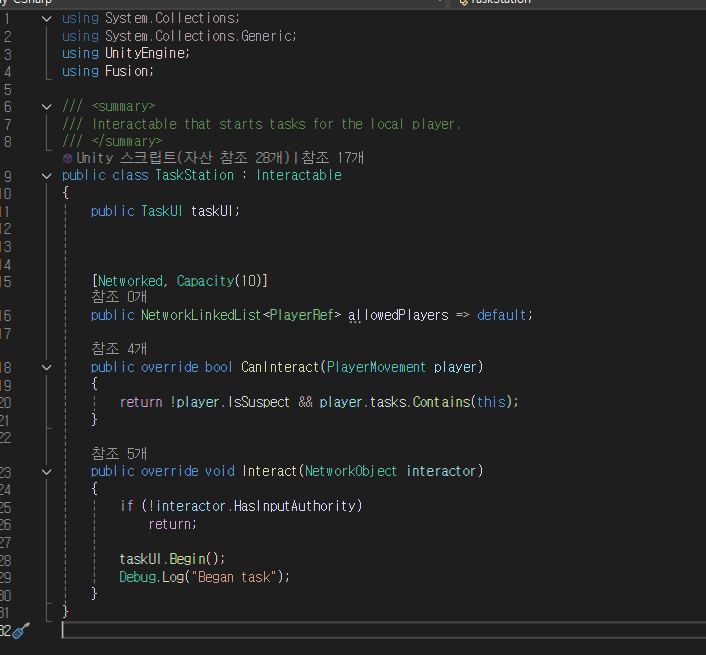 TaskStation
1 using System.Collections;
2 using System.Collections.Generic;
3 using UnityEngine;
4 using Fusion;
5
6 /// <summary>
7 /// Interactable that starts tasks for the local player.
8 /// </summary>
Unity 스크립트(자산 참조 28개)|참조 17개
9 public class TaskStation : Interactable
10 {
11 public TaskUI taskUI;
12
13
14
15 [Networked, Capacity(10)]
참조 0개
16 public NetworkLinkedList<PlayerRef> allowedPlayers => default;
17
참조 4개
18 public override bool CanInteract(PlayerMovement player)
19 {
20 return !player.IsSuspect && player.tasks.Contains(this);
21 }
22
참조 5개
23 public override void Interact(NetworkObject interactor)
24 {
25 if (!interactor.HasInputAuthority)
26 return;
27
28 taskUI.Begin();
29 Debug.Log("Began task");
30 }
31 }
32